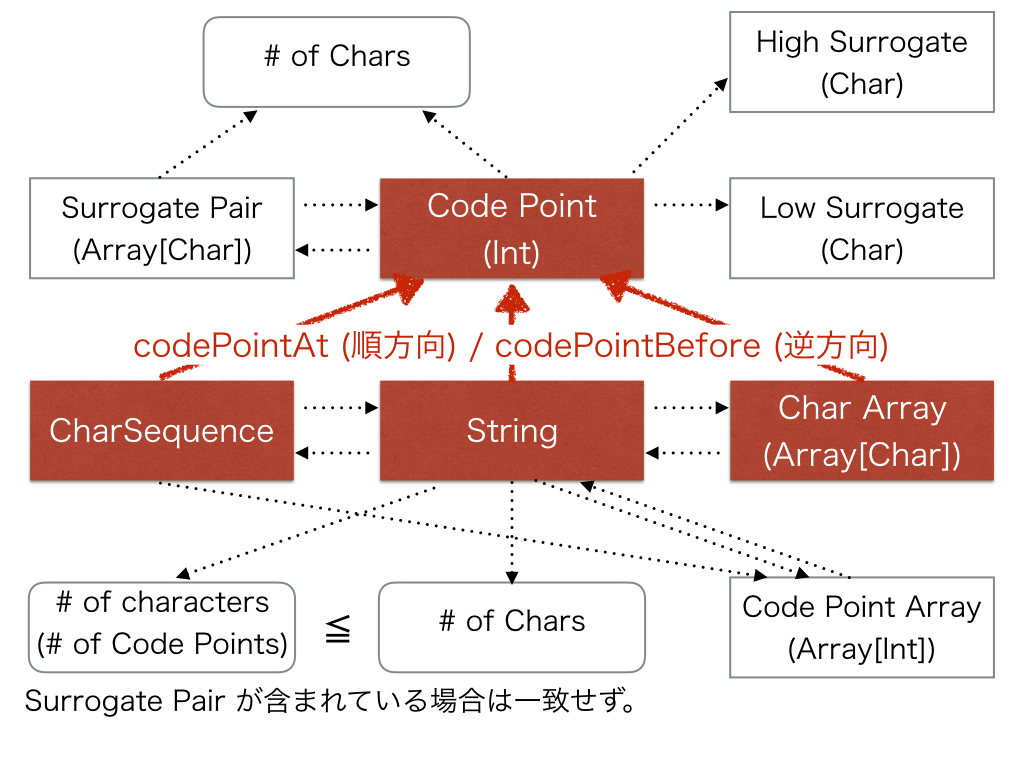 # of Chars
High Surrogate
(Char)
Surrogate Pair
(Array[Char])
Code Point
(Int)
Low Surrogate
(Char)
codePointAt (順方向) / codePointBefore (逆方向)
CharSequence
String
Char Array
(Array[Char])
# of characters
(# of Code Points)
≦
# of Chars
Code Point Array
(Array[Int])
Surrogate Pair が含まれている場合は一致せず。